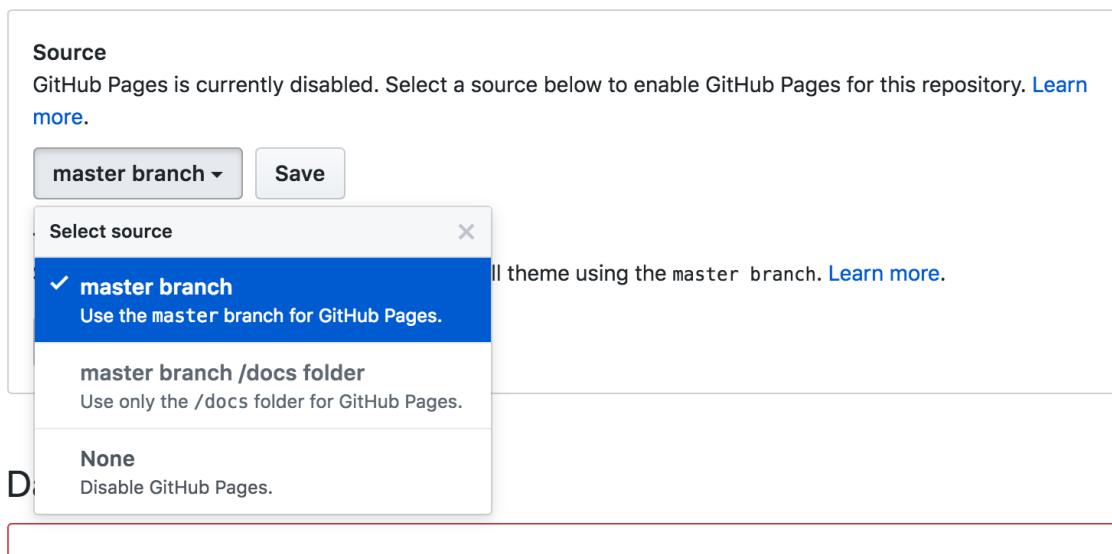 Source
GitHub Pages is currently disabled. Select a source below to enable GitHub Pages for this repository. Learn
more.
master branch
Save
Select source
ll theme using the master branch. Learn more.
master branch
Use the master branch for GitHub Pages.
master branch /docs folder
Use only the /docs folder for GitHub Pages.
None
Disable GitHub Pages.
D